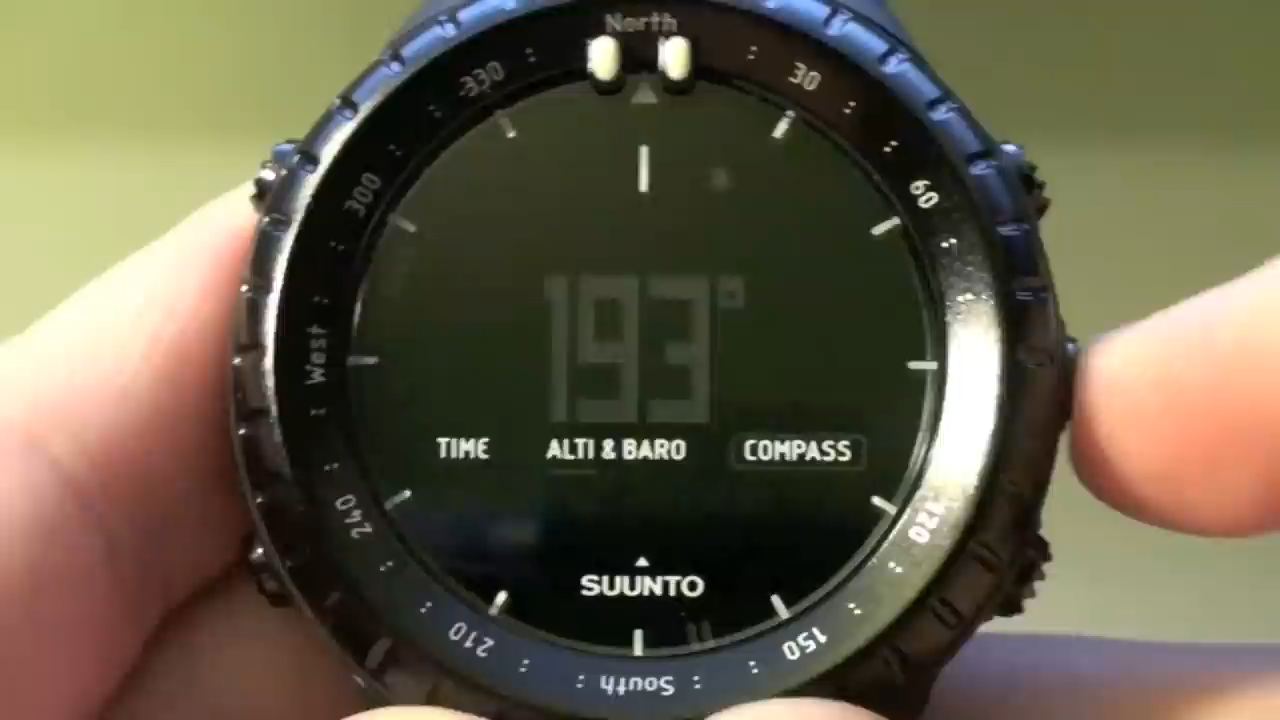 North
330
30
300
60
193°
West
TIME ALTI & BARO COMPASS
240
120
SUUNTO
210
150
South